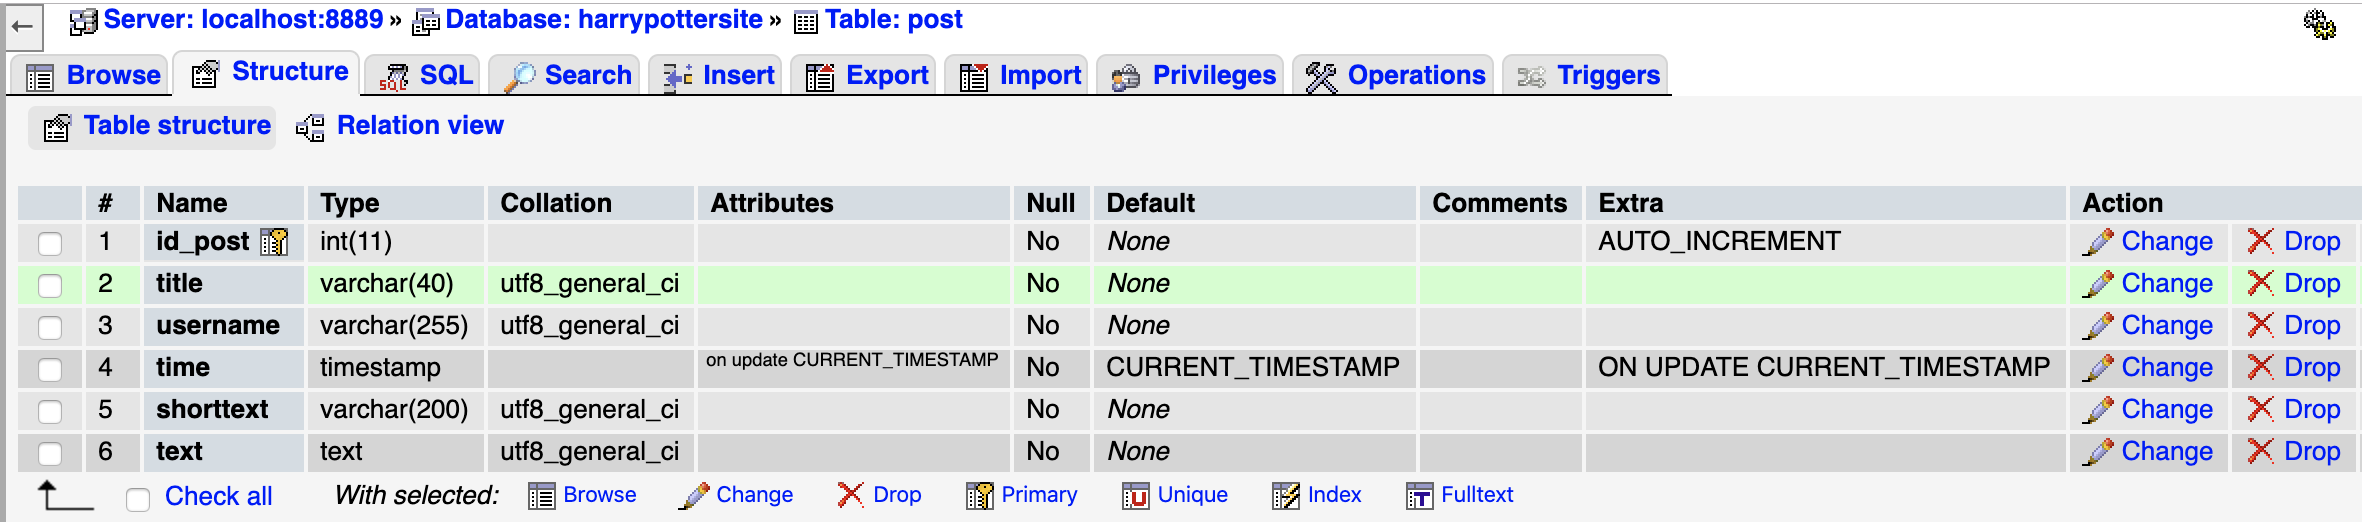 ← Server: localhost:8889 » Database: harrypottersite » Table: post
Browse Structure SQL Search Insert Export Import Privileges Operations Triggers
Table structure Relation view
# Name Type Collation Attributes Null Default Comments Extra Action
1 id_post int(11) No None AUTO_INCREMENT Change Drop
2 title varchar(40) utf8_general_ci No None Change Drop
3 username varchar(255) utf8_general_ci No None Change Drop
4 time timestamp on update CURRENT_TIMESTAMP No CURRENT_TIMESTAMP ON UPDATE CURRENT_TIMESTAMP Change Drop
5 shorttext varchar(200) utf8_general_ci No None Change Drop
6 text text utf8_general_ci No None Change Drop
Check all With selected: Browse Change Drop Primary Unique Index Fulltext